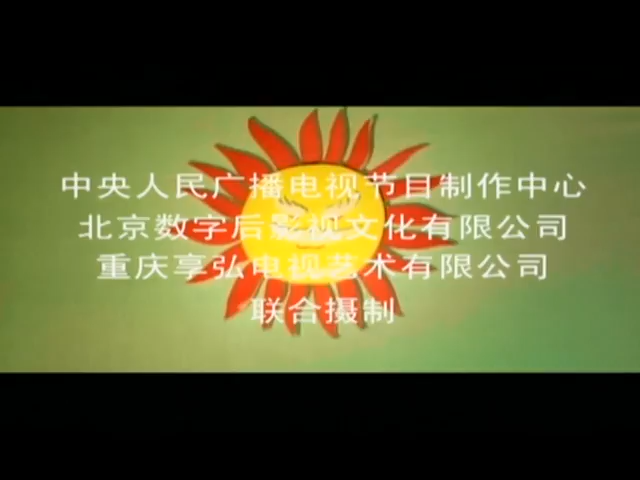 中央人民广播电视节目制作中心
北京数字后影视文化有限公司
重庆享弘电视艺术有限公司
联合摄制